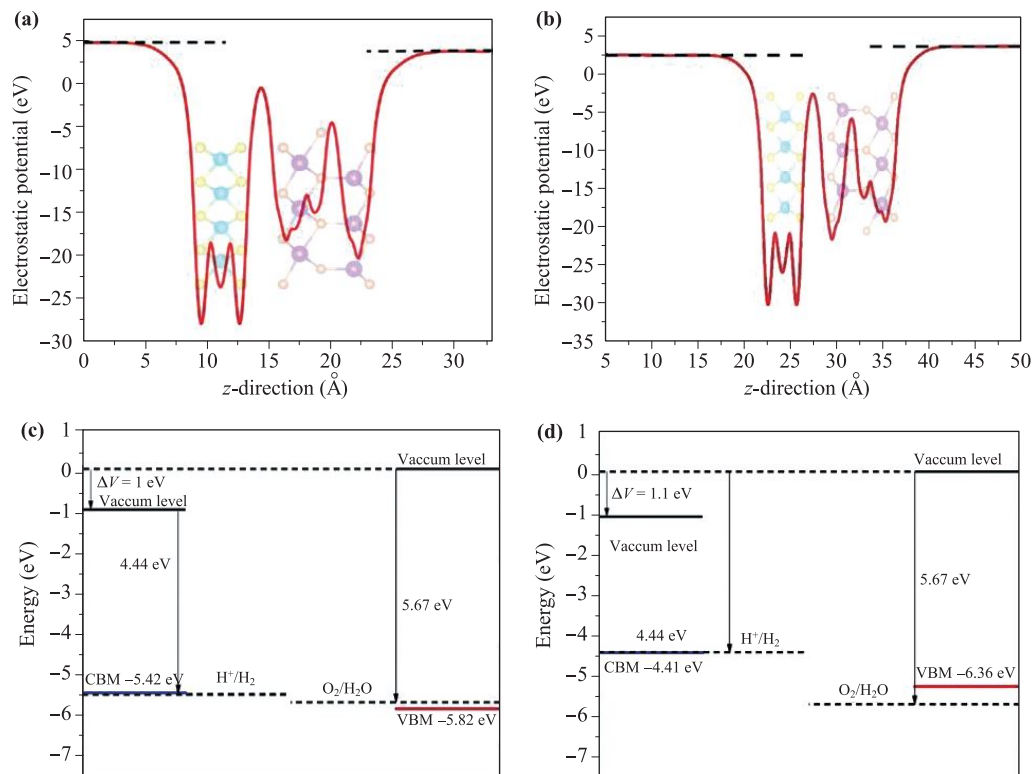 (a)
5
0
−5
−10
−15
−20
−25
−30
Electrostatic potential (eV)
0 5 10 15 20 25 30
z-direction (Å)
(b)
5
0
−5
−10
−15
−20
−25
−30
−35
Electrostatic potential (eV)
5 10 15 20 25 30 35 40 45 50
z-direction (Å)
(c)
1
0
−1
−2
−3
−4
−5
−6
−7
Energy (eV)
Vaccum level
ΔV = 1 eV
Vaccum level
4.44 eV
5.67 eV
CBM −5.42 eV
H⁺/H₂
O₂/H₂O
VBM −5.82 eV
(d)
1
0
−1
−2
−3
−4
−5
−6
−7
Energy (eV)
Vaccum level
ΔV = 1.1 eV
Vaccum level
5.67 eV
4.44 eV
H⁺/H₂
CBM −4.41 eV
O₂/H₂O
VBM −6.36 eV